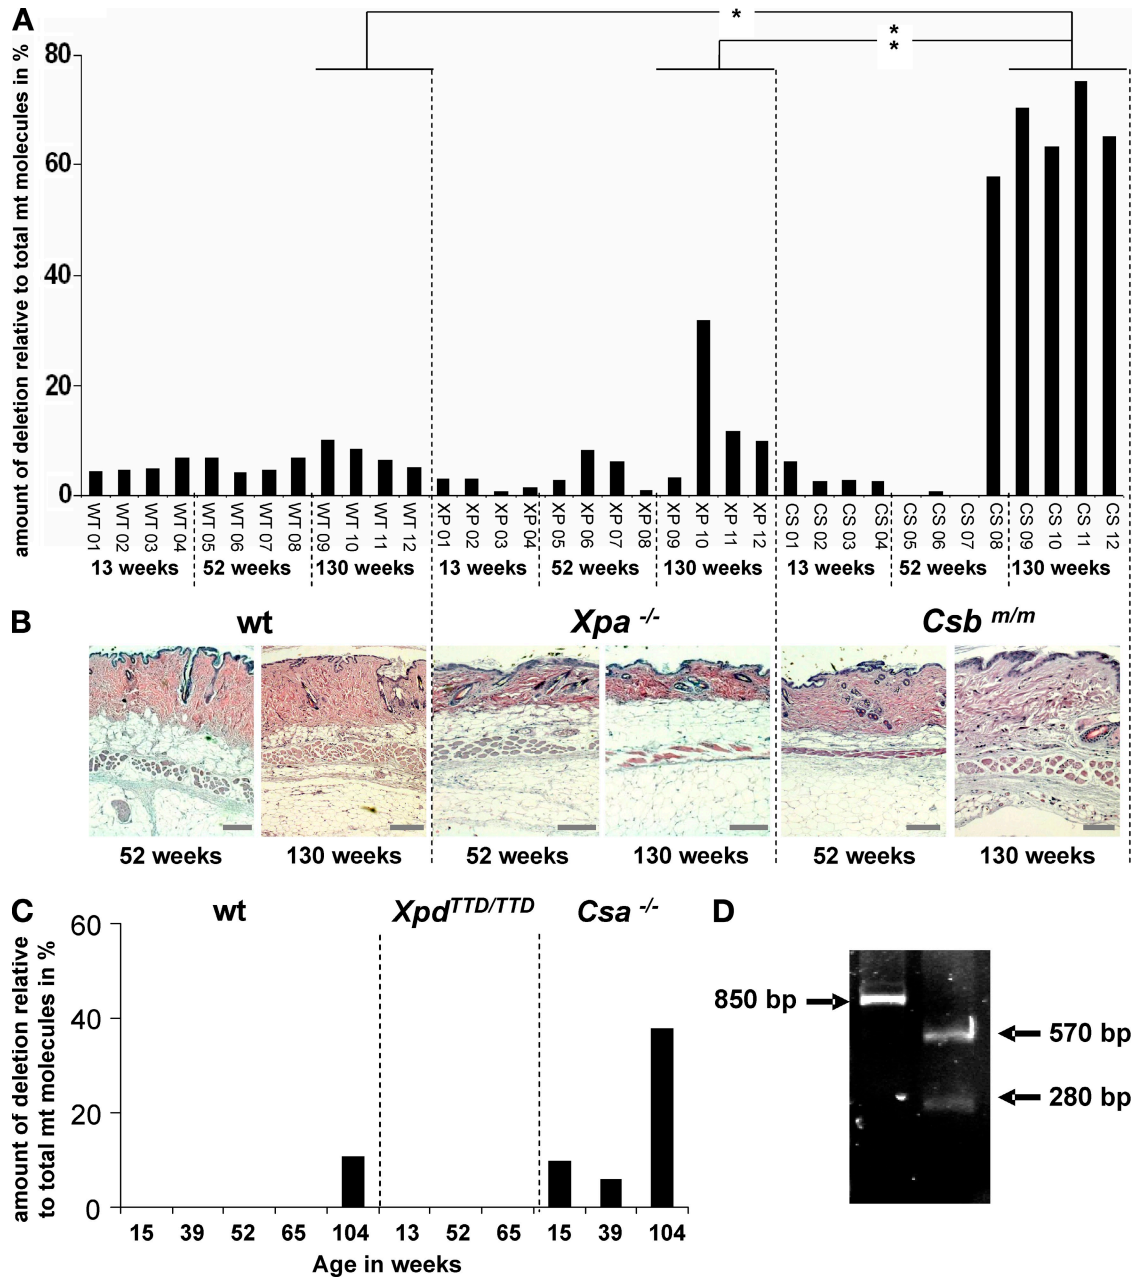 A
*
*
*
amount of deletion relative to total mt molecules in %
80
60
40
20
0
WT 01 WT 02 WT 03 WT 04 WT 05 WT 06 WT 07 WT 08 WT 09 WT 10 WT 11 WT 12 XP 01 XP 02 XP 03 XP 04 XP 05 XP 06 XP 07 XP 08 XP 09 XP 10 XP 11 XP 12 CS 01 CS 02 CS 03 CS 04 CS 05 CS 06 CS 07 CS 08 CS 09 CS 10 CS 11 CS 12
13 weeks 52 weeks 130 weeks 13 weeks 52 weeks 130 weeks 13 weeks 52 weeks 130 weeks
B
wt Xpa -/- Csb m/m
52 weeks 130 weeks 52 weeks 130 weeks 52 weeks 130 weeks
C
wt XpdTTD/TTD Csa -/-
amount of deletion relative
to total mt molecules in %
60
40
20
0
15 39 52 65 104 13 52 65 15 39 104
Age in weeks
D
850 bp
570 bp
280 bp